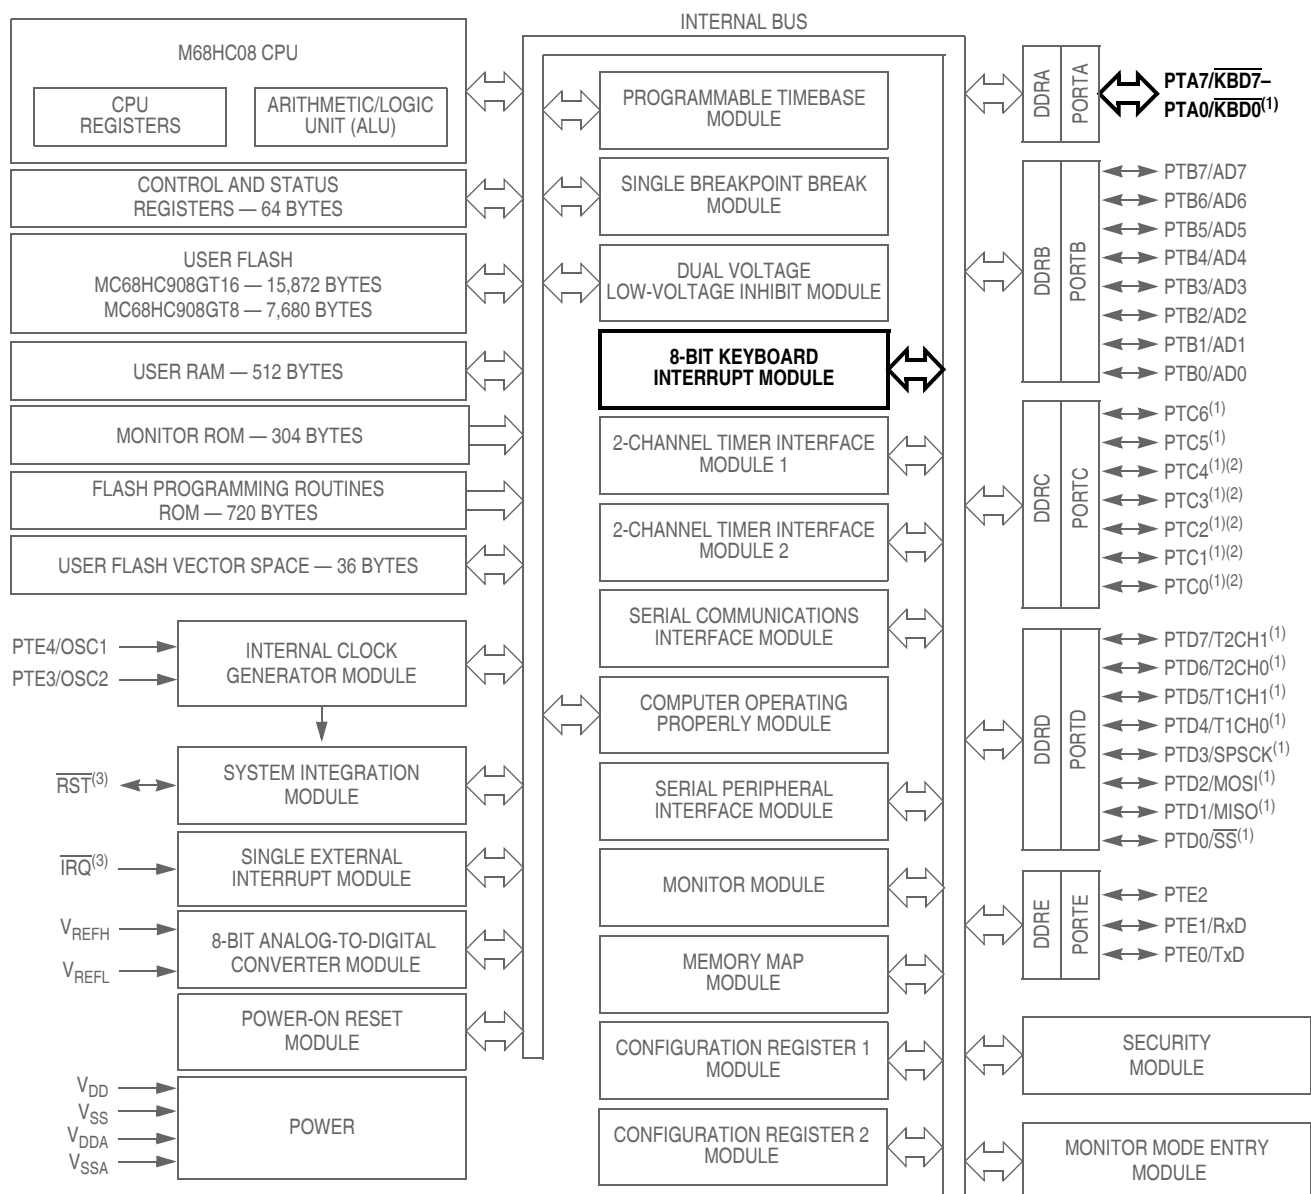 INTERNAL BUS
M68HC08 CPU
CPU
REGISTERS
ARITHMETIC/LOGIC
UNIT (ALU)
CONTROL AND STATUS
REGISTERS — 64 BYTES
USER FLASH
MC68HC908GT16 — 15,872 BYTES
MC68HC908GT8 — 7,680 BYTES
USER RAM — 512 BYTES
MONITOR ROM — 304 BYTES
FLASH PROGRAMMING ROUTINES
ROM — 720 BYTES
USER FLASH VECTOR SPACE — 36 BYTES
PTE4/OSC1
PTE3/OSC2
INTERNAL CLOCK
GENERATOR MODULE
RST(3)
SYSTEM INTEGRATION
MODULE
IRQ(3)
SINGLE EXTERNAL
INTERRUPT MODULE
VREFH
VREFL
8-BIT ANALOG-TO-DIGITAL
CONVERTER MODULE
POWER-ON RESET
MODULE
VDD
VSS
VDDA
VSSA
POWER
PROGRAMMABLE TIMEBASE
MODULE
SINGLE BREAKPOINT BREAK
MODULE
DUAL VOLTAGE
LOW-VOLTAGE INHIBIT MODULE
8-BIT KEYBOARD
INTERRUPT MODULE
2-CHANNEL TIMER INTERFACE
MODULE 1
2-CHANNEL TIMER INTERFACE
MODULE 2
SERIAL COMMUNICATIONS
INTERFACE MODULE
COMPUTER OPERATING
PROPERLY MODULE
SERIAL PERIPHERAL
INTERFACE MODULE
MONITOR MODULE
MEMORY MAP
MODULE
CONFIGURATION REGISTER 1
MODULE
CONFIGURATION REGISTER 2
MODULE
DDRA
PORTA
PTA7/KBD7–
PTA0/KBD0(1)
DDRB
PORTB
PTB7/AD7
PTB6/AD6
PTB5/AD5
PTB4/AD4
PTB3/AD3
PTB2/AD2
PTB1/AD1
PTB0/AD0
DDRC
PORTC
PTC6(1)
PTC5(1)
PTC4(1)(2)
PTC3(1)(2)
PTC2(1)(2)
PTC1(1)(2)
PTC0(1)(2)
DDRD
PORTD
PTD7/T2CH1(1)
PTD6/T2CH0(1)
PTD5/T1CH1(1)
PTD4/T1CH0(1)
PTD3/SPSCK(1)
PTD2/MOSI(1)
PTD1/MISO(1)
PTD0/SS(1)
DDRE
PORTE
PTE2
PTE1/RxD
PTE0/TxD
SECURITY
MODULE
MONITOR MODE ENTRY
MODULE